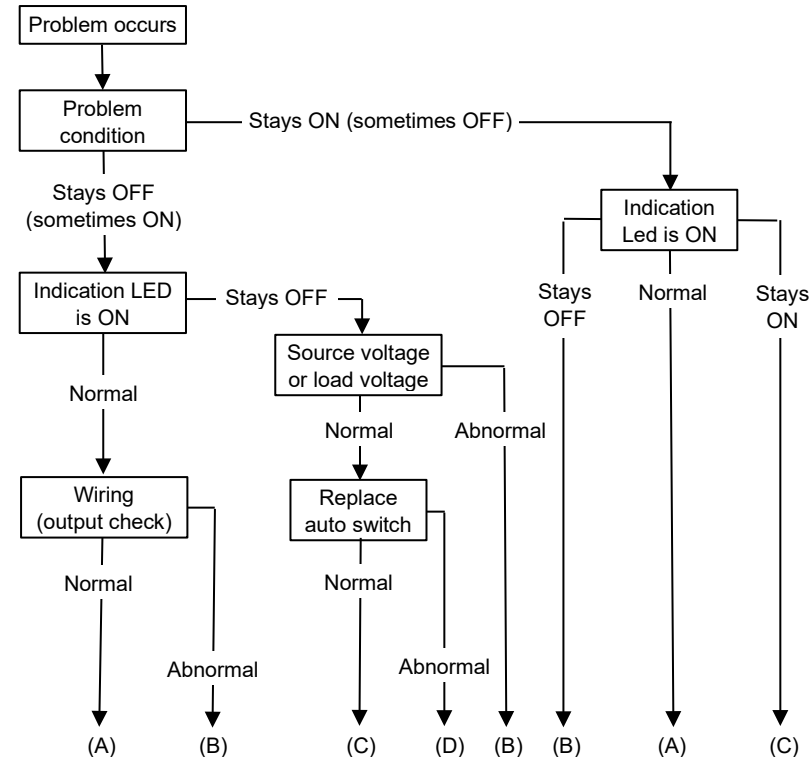 Problem occurs
Problem
condition
Stays ON (sometimes OFF)
Stays OFF
(sometimes ON)
Indication
Led is ON
Indication LED
is ON
Stays OFF
Stays
OFF
Normal
Stays
ON
Source voltage
or load voltage
Normal
Normal
Abnormal
Wiring
(output check)
Replace
auto switch
Normal
Normal
Abnormal
Abnormal
(A)
(B)
(C)
(D)
(B)
(B)
(A)
(C)